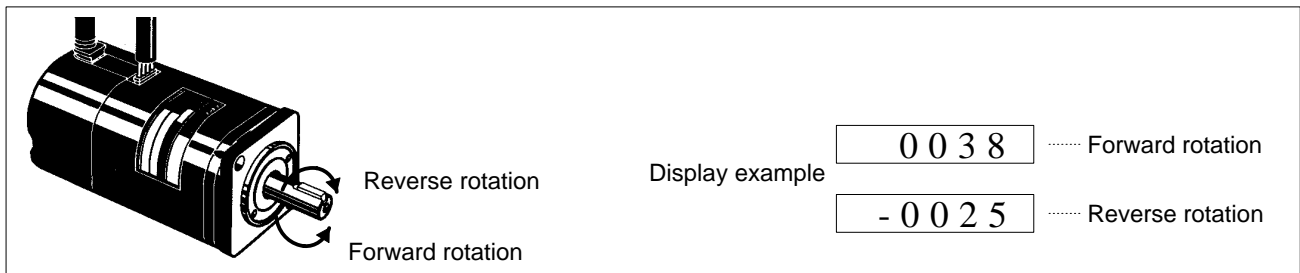 Reverse rotation
Forward rotation
Display example
0038 ........ Forward rotation
-0025 ........ Reverse rotation